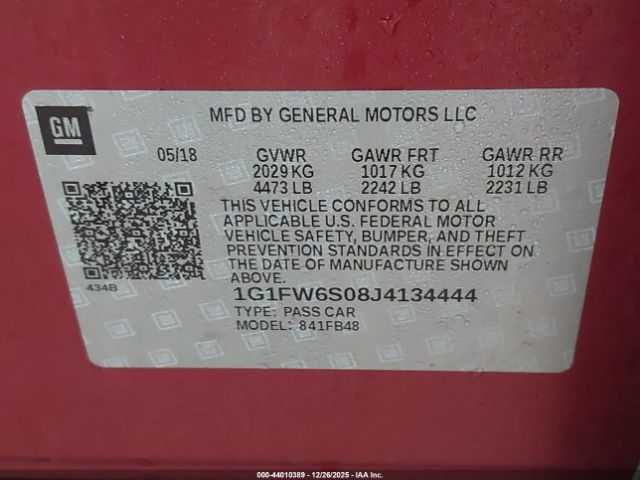 GM
MFD BY GENERAL MOTORS LLC
05/18 GVWR GAWR FRT GAWR RR
2029 KG 1017 KG 1012 KG
4473 LB 2242 LB 2231 LB
THIS VEHICLE CONFORMS TO ALL
APPLICABLE U.S. FEDERAL MOTOR
VEHICLE SAFETY, BUMPER, AND THEFT
PREVENTION STANDARDS IN EFFECT ON
THE DATE OF MANUFACTURE SHOWN
ABOVE.
434B
1G1FW6S08J4134444
TYPE: PASS CAR
MODEL: 841FB48
000-44010389 - 12/26/2025 - IAA Inc.